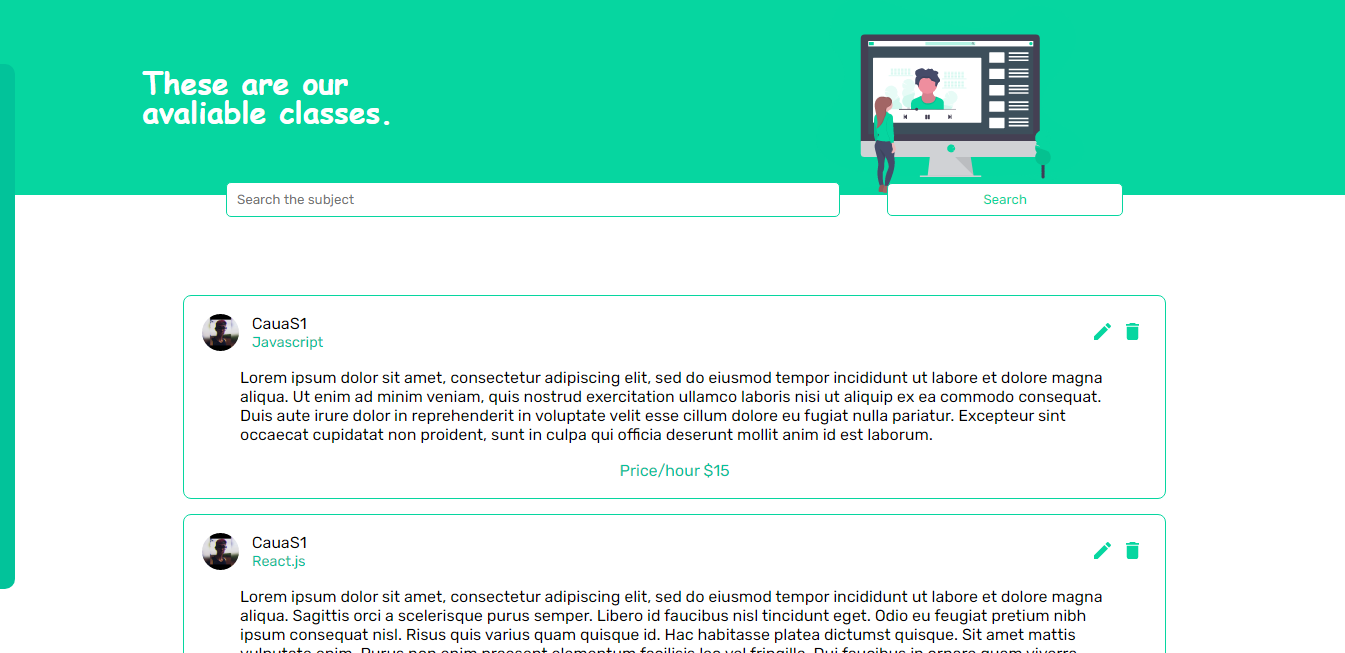 These are our
avaliable classes.
Search the subject
Search
CauaS1
Javascript
Lorem ipsum dolor sit amet, consectetur adipiscing elit, sed do eiusmod tempor incididunt ut labore et dolore magna
aliqua. Ut enim ad minim veniam, quis nostrud exercitation ullamco laboris nisi ut aliquip ex ea commodo consequat.
Duis aute irure dolor in reprehenderit in voluptate velit esse cillum dolore eu fugiat nulla pariatur. Excepteur sint
occaecat cupidatat non proident, sunt in culpa qui officia deserunt mollit anim id est laborum.
Price/hour $15
CauaS1
React.js
Lorem ipsum dolor sit amet, consectetur adipiscing elit, sed do eiusmod tempor incididunt ut labore et dolore magna
aliqua. Sagittis orci a scelerisque purus semper. Libero id faucibus nisl tincidunt eget. Odio eu feugiat pretium nibh
ipsum consequat nisl. Risus quis varius quam quisque id. Hac habitasse platea dictumst quisque. Sit amet mattis